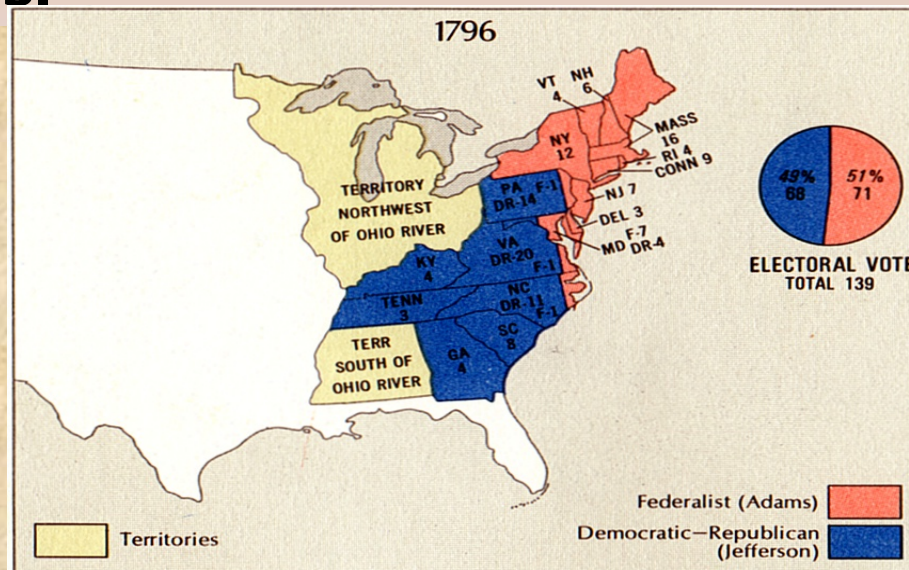 1796
VT
4
NH
6
MASS
16
RI 4
CONN 9
NY
12
NJ 7
DEL 3
MD F-7
DR-4
PA F-1
DR-14
VA
DR-20
F-1
KY
4
NC
DR-11
F-1
TENN
3
SC
8
GA
4
TERRITORY
NORTHWEST
OF OHIO RIVER
TERR
SOUTH OF
OHIO RIVER
49%
68
51%
71
ELECTORAL VOTE
TOTAL 139
Federalist (Adams)
Democratic—Republican
(Jefferson)
Territories